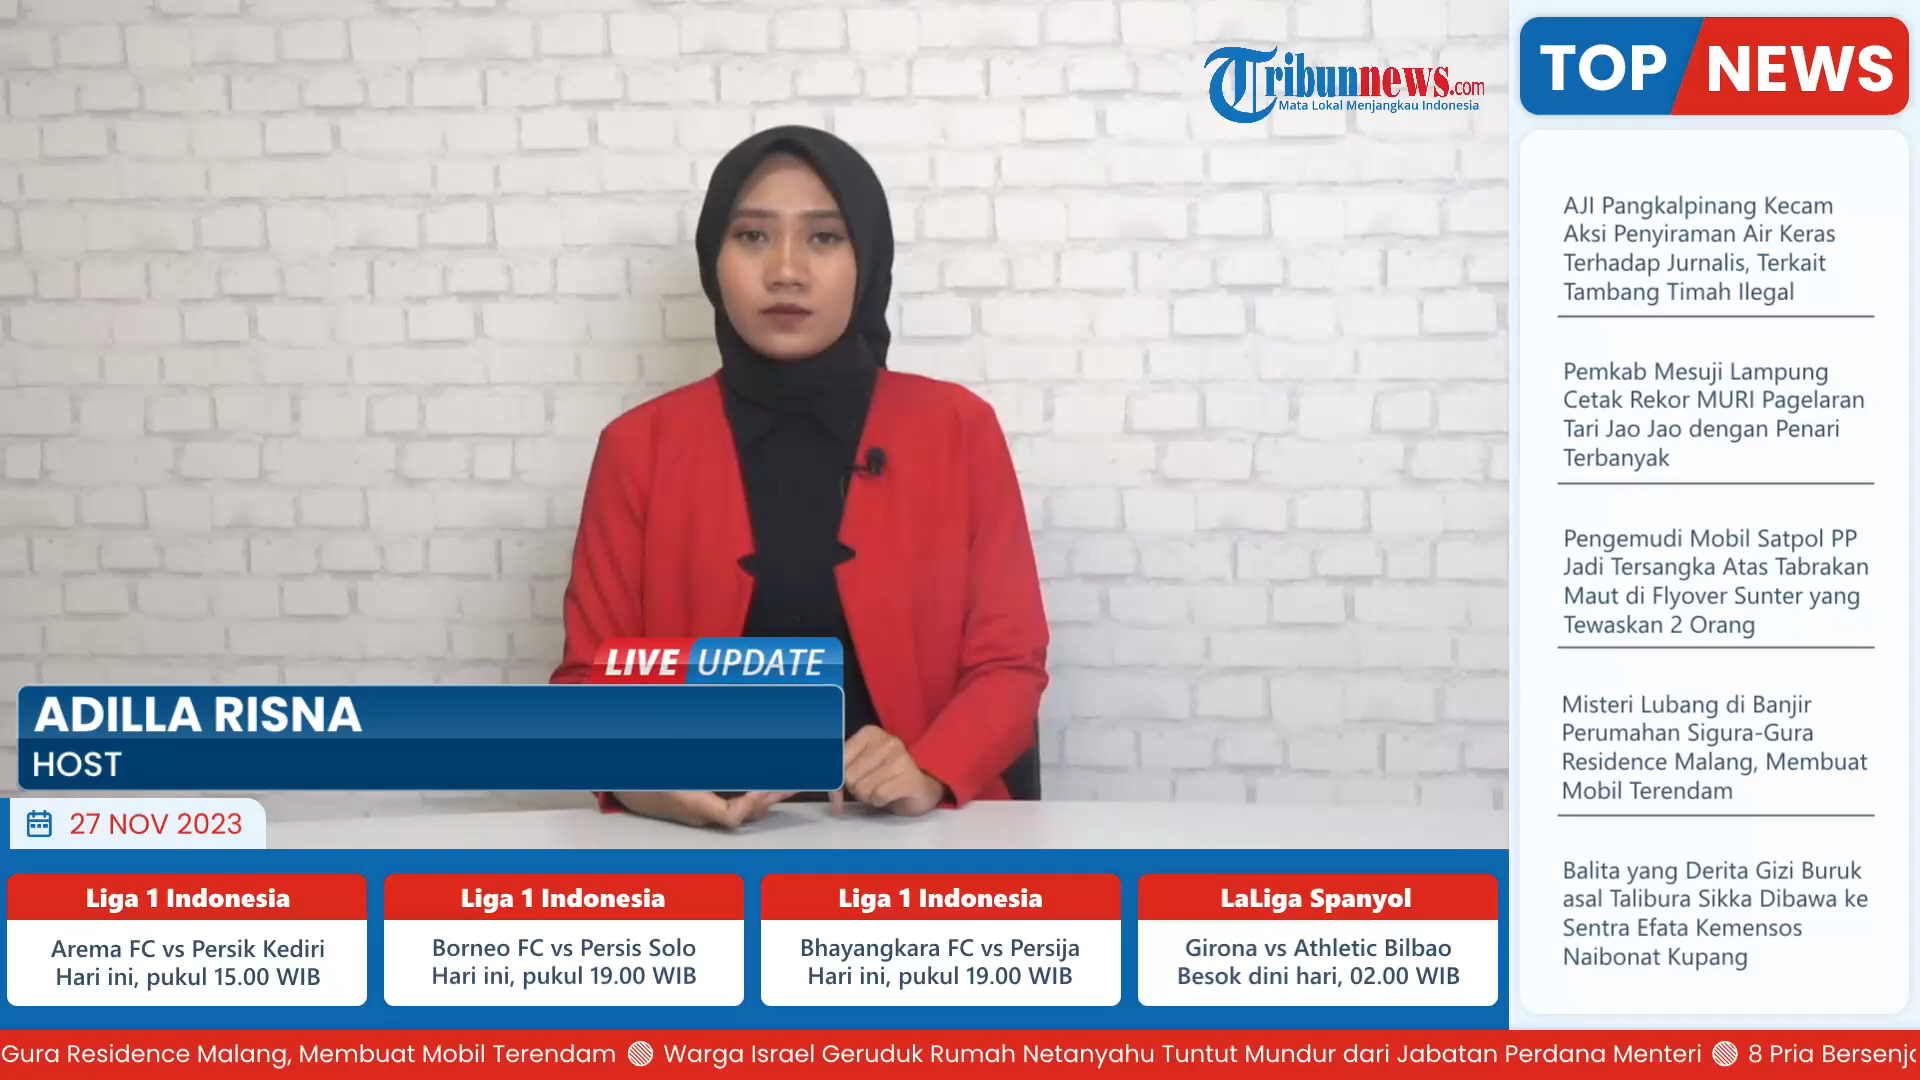 Tribunnews.com
Mata Lokal Menjangkau Indonesia
TOP NEWS
AJI Pangkalpinang Kecam
Aksi Penyiraman Air Keras
Terhadap Jurnalis, Terkait
Tambang Timah Ilegal
Pemkab Mesuji Lampung
Cetak Rekor MURI Pagelaran
Tari Jao Jao dengan Penari
Terbanyak
Pengemudi Mobil Satpol PP
Jadi Tersangka Atas Tabrakan
Maut di Flyover Sunter yang
Tewaskan 2 Orang
Misteri Lubang di Banjir
Perumahan Sigura-Gura
Residence Malang, Membuat
Mobil Terendam
Balita yang Derita Gizi Buruk
asal Talibura Sikka Dibawa ke
Sentra Efata Kemensos
Naibonat Kupang
LIVE UPDATE
ADILLA RISNA
HOST
27 NOV 2023
Liga 1 Indonesia
Arema FC vs Persik Kediri
Hari ini, pukul 15.00 WIB
Liga 1 Indonesia
Borneo FC vs Persis Solo
Hari ini, pukul 19.00 WIB
Liga 1 Indonesia
Bhayangkara FC vs Persija
Hari ini, pukul 19.00 WIB
LaLiga Spanyol
Girona vs Athletic Bilbao
Besok dini hari, 02.00 WIB
Gura Residence Malang, Membuat Mobil Terendam Warga Israel Geruduk Rumah Netanyahu Tuntut Mundur dari Jabatan Perdana Menteri 8 Pria